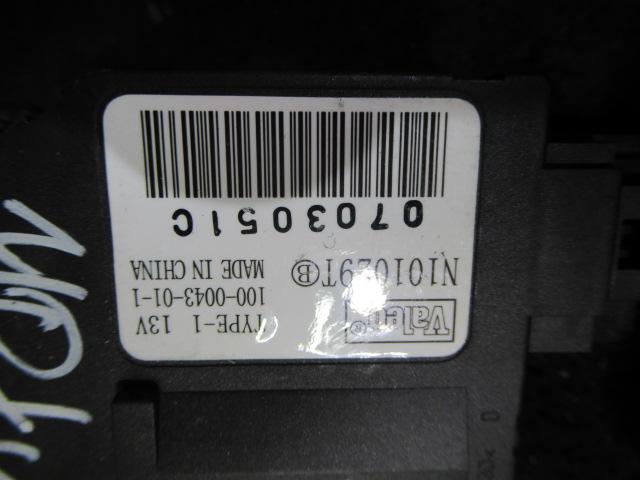 Valeo®
TYPE-1 13V
100-0043-01-1
N101029T Ⓑ
MADE IN CHINA
0703051C